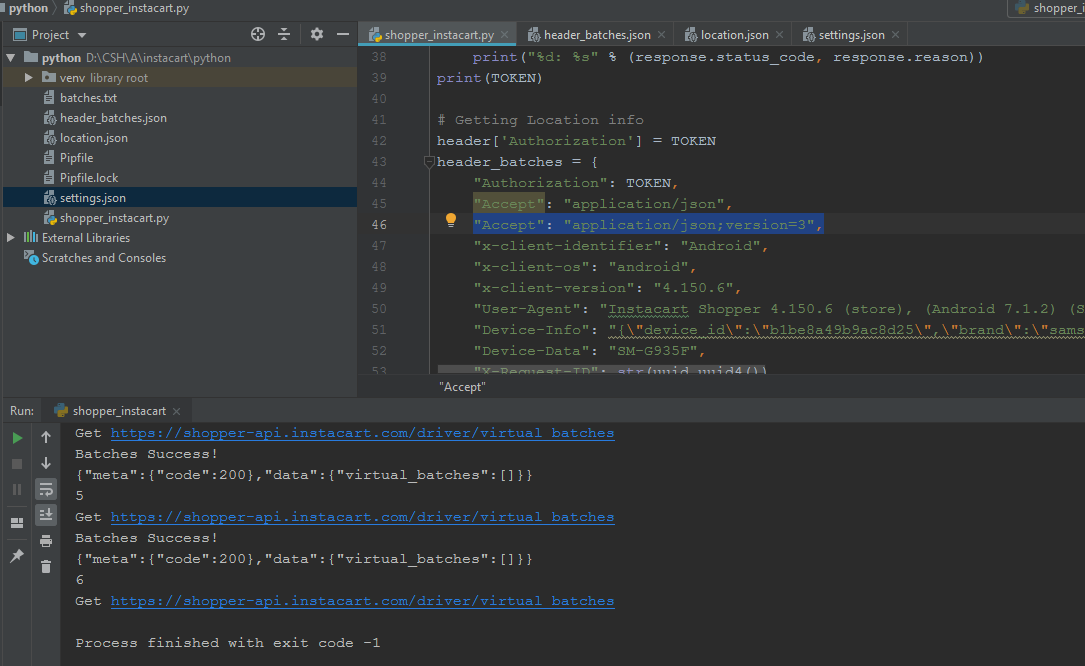 python shopper_instacart.py shopper_i
Project
shopper_instacart.py header_batches.json location.json settings.json
python D:\CSH\A\instacart\python
venv library root
batches.txt
header_batches.json
location.json
Pipfile
Pipfile.lock
settings.json
shopper_instacart.py
External Libraries
Scratches and Consoles
38 print("%d: %s" % (response.status_code, response.reason))
39 print(TOKEN)
40
41 # Getting Location info
42 header['Authorization'] = TOKEN
43 header_batches = {
44 "Authorization": TOKEN,
45 "Accept": "application/json",
46 "Accept": "application/json;version=3",
47 "x-client-identifier": "Android",
48 "x-client-os": "android",
49 "x-client-version": "4.150.6",
50 "User-Agent": "Instacart Shopper 4.150.6 (store), (Android 7.1.2) (S
51 "Device-Info": "{\"device_id\":\"b1be8a49b9ac8d25\",\"brand\":\"sams
52 "Device-Data": "SM-G935F",
53 "X-Request-ID": str(uuid.uuid4())
"Accept"
Run: shopper_instacart
Get https://shopper-api.instacart.com/driver/virtual_batches
Batches Success!
{"meta":{"code":200},"data":{"virtual_batches":[]}}
5
Get https://shopper-api.instacart.com/driver/virtual_batches
Batches Success!
{"meta":{"code":200},"data":{"virtual_batches":[]}}
6
Get https://shopper-api.instacart.com/driver/virtual_batches
Process finished with exit code -1